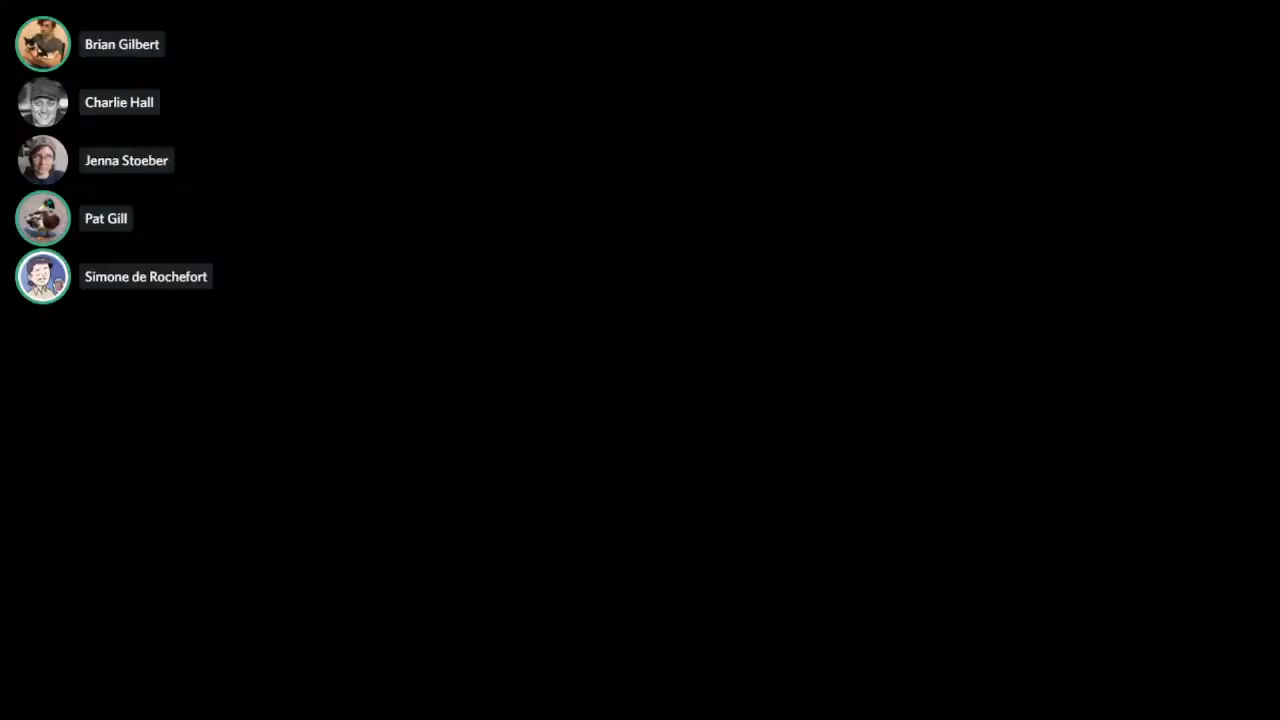 Brian Gilbert
Charlie Hall
Jenna Stoeber
Pat Gill
Simone de Rochefort